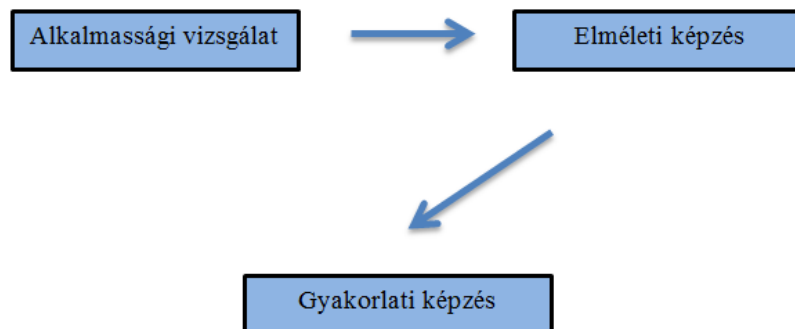 Alkalmassági vizsgálat
Elméleti képzés
Gyakorlati képzés